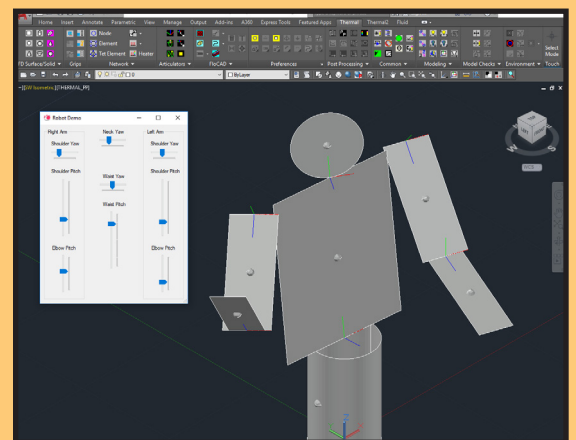 Home Insert Annotate Parametric View Manage Output Add-ins A360 Express Tools Featured Apps Thermal Thermal2 Fluid
Node
Element
Tet Element Heater
Select Mode
FD Surface/Solid Grips Network Articulators FloCAD Preferences Post Processing Common Modeling Model Checks Environment Touch
ByLayer
Robot Demo
Right Arm Neck Yaw Left Arm
Shoulder Yaw Shoulder Yaw
Shoulder Pitch Waist Yaw Shoulder Pitch
Waist Pitch
Elbow Pitch Elbow Pitch
WCS
Z